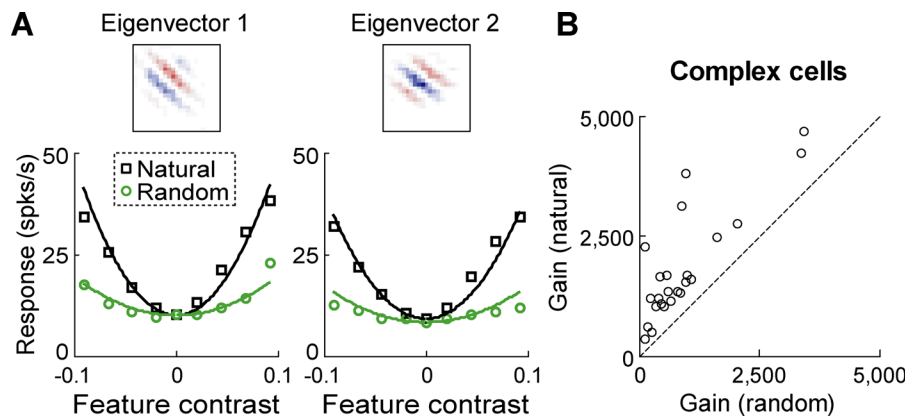 A
Eigenvector 1
Eigenvector 2
50
25
0
Response (spks/s)
Natural
Random
-0.1
0
0.1
Feature contrast
50
25
0
-0.1
0
0.1
Feature contrast
B
Complex cells
5,000
2,500
0
Gain (natural)
0
2,500
5,000
Gain (random)